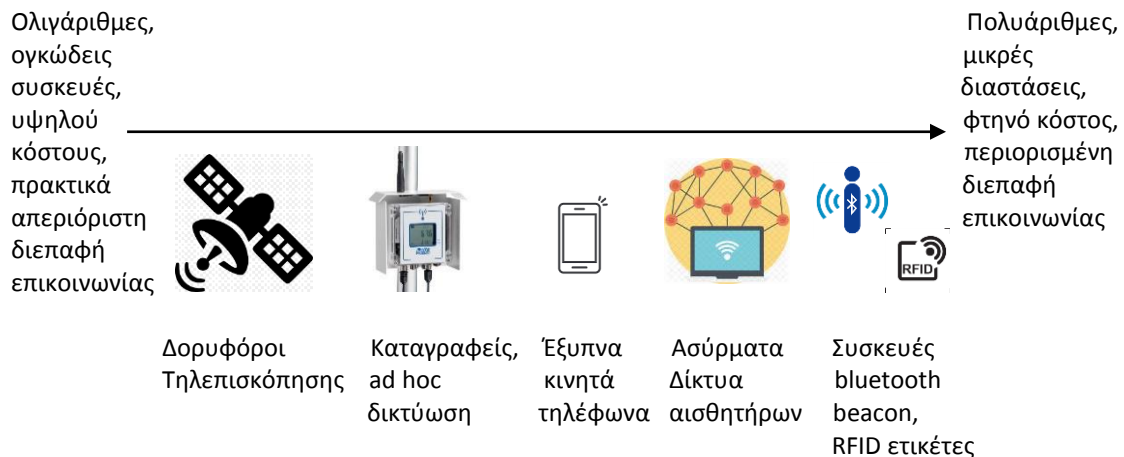 Ολιγάριθμες,
ογκώδεις
συσκευές,
υψηλού
κόστους,
πρακτικά
απεριόριστη
διεπαφή
επικοινωνίας
Πολυάριθμες,
μικρές
διαστάσεις,
φτηνό κόστος,
περιορισμένη
διεπαφή
επικοινωνίας
RFID
Δορυφόροι
Τηλεπισκόπησης
Καταγραφείς,
ad hoc
δικτύωση
Έξυπνα
κινητά
τηλέφωνα
Ασύρματα
Δίκτυα
αισθητήρων
Συσκευές
bluetooth
beacon,
RFID ετικέτες